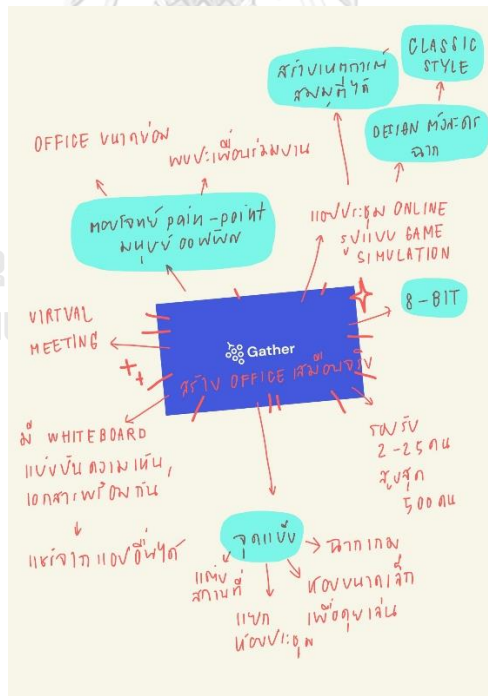 สร้างเหตุการณ์
สมมุติได้
CLASSIC
STYLE
OFFICE ขนาดย่อม
พบปะเพื่อนร่วมงาน
DESIGN ตัวละคร
ฉาก
ตอบโจทย์ pain-point
มนุษย์ออฟฟิศ
แอปประชุม ONLINE
รูปแบบ GAME
SIMULATION
VIRTUAL
MEETING
8-BIT
Gather
สร้าง OFFICE เสมือนจริง
มี WHITEBOARD
แบ่งปันความเห็น,
เอกสารพร้อมกัน
แชร์จากแอปอื่นได้
รองรับ
2-25 คน
สูงสุด
500 คน
จุดแข็ง
ฉากเกม
แต่ง
สถานที่
แยก
ห้องประชุม
ห้องขนาดเล็ก
เพื่อคุยเล่น